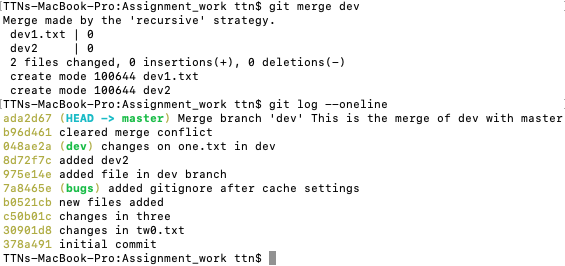 [TTNs-MacBook-Pro:Assignment_work ttn$ git merge dev
Merge made by the 'recursive' strategy.
 dev1.txt | 0
 dev2     | 0
 2 files changed, 0 insertions(+), 0 deletions(-)
 create mode 100644 dev1.txt
 create mode 100644 dev2
[TTNs-MacBook-Pro:Assignment_work ttn$ git log --oneline
ada2d67 (HEAD -> master) Merge branch 'dev' This is the merge of dev with master
b96d461 cleared merge conflict
048ae2a (dev) changes on one.txt in dev
8d72f7c added dev2
975e14e added file in dev branch
7a8465e (bugs) added gitignore after cache settings
b0521cb new files added
c50b01c changes in three
30901d8 changes in tw0.txt
378a491 initial commit
TTNs-MacBook-Pro:Assignment_work ttn$